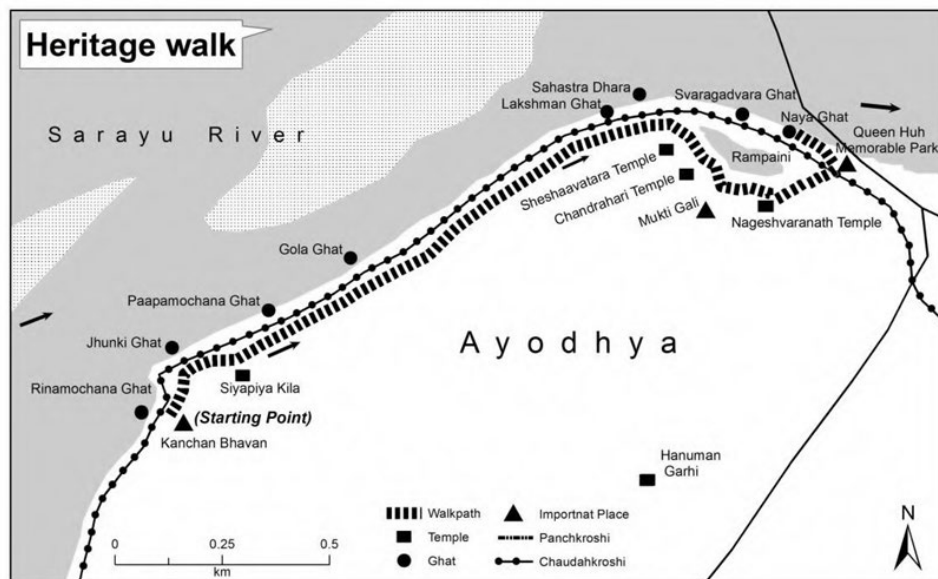 Heritage walk
Sarayu River
Sahastra Dhara
Lakshman Ghat
Svaragadvara Ghat
Naya Ghat
Queen Huh
Memorable Park
Rampaini
Sheshaavatara Temple
Chandrahari Temple
Mukti Gali
Nageshvaranath Temple
Gola Ghat
Paapamochana Ghat
Ayodhya
Jhunki Ghat
Siyapiya Kila
Rinamochana Ghat
(Starting Point)
Kanchan Bhavan
Hanuman
Garhi
Walkpath
Importnat Place
Temple
Panchkroshi
Ghat
Chaudahkroshi
0 0.5
km
N